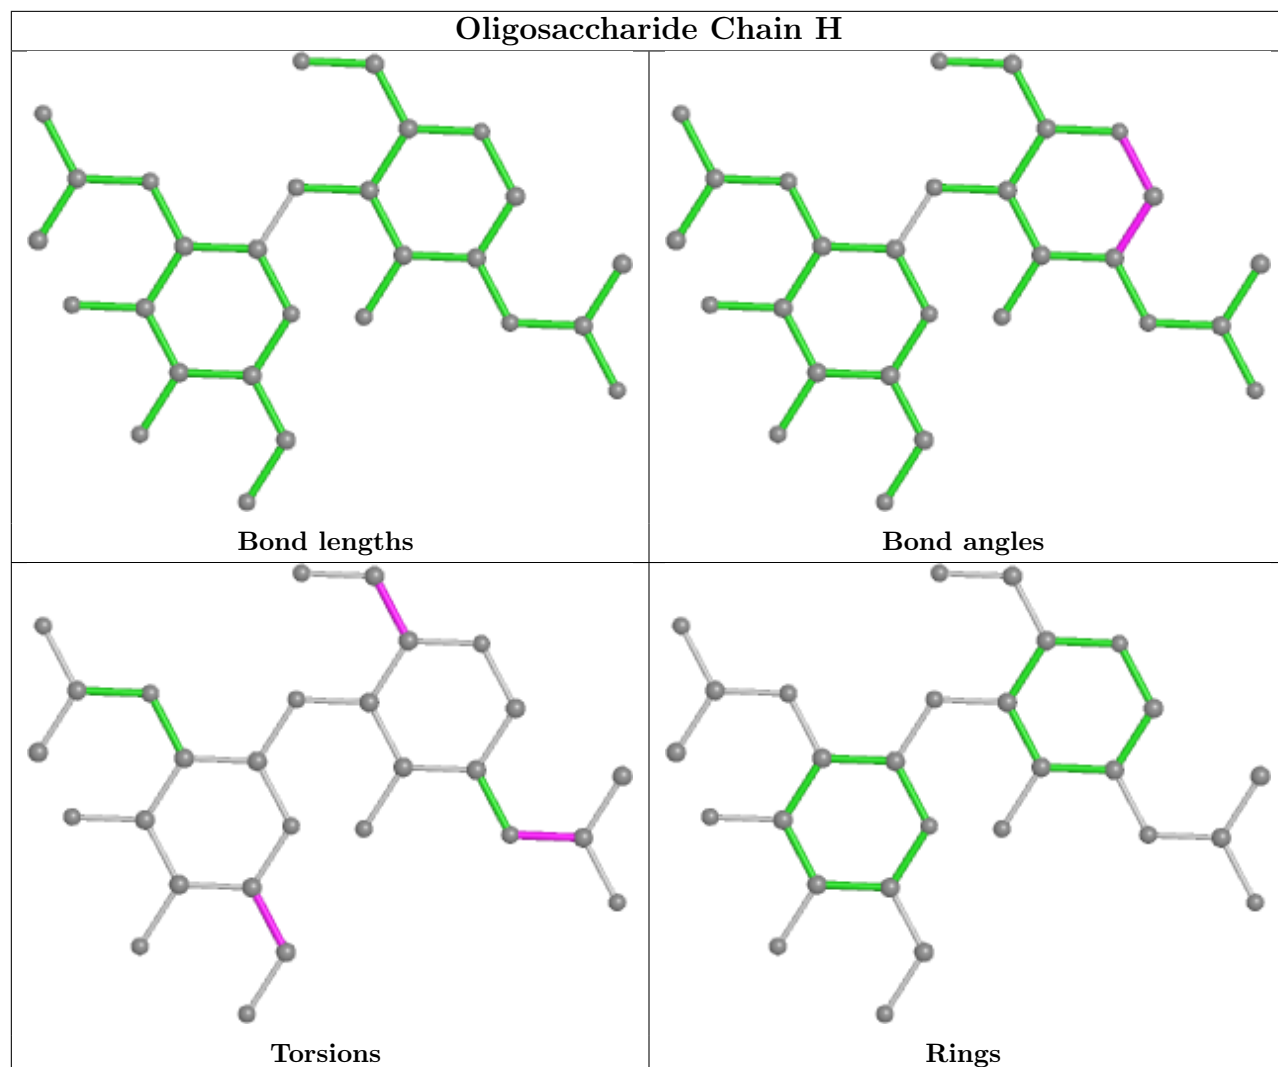 Oligosaccharide Chain H
Bond lengths
Bond angles
Torsions
Rings